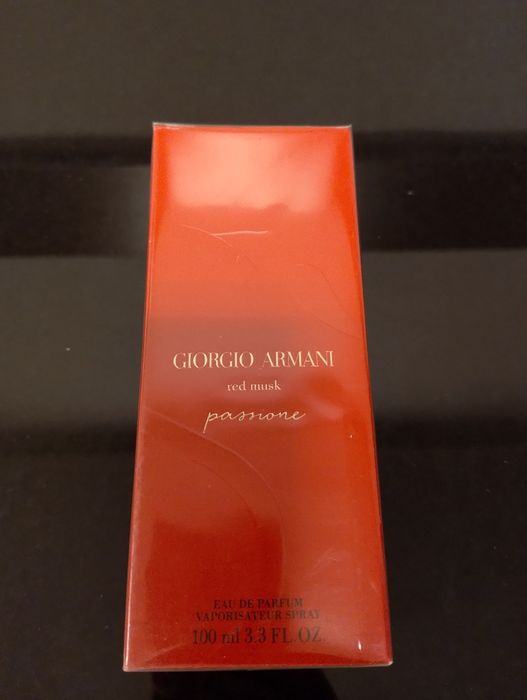 GIORGIO ARMANI
red musk
passione
EAU DE PARFUM
VAPORISATEUR SPRAY
100 ml 3.3 FL.OZ.